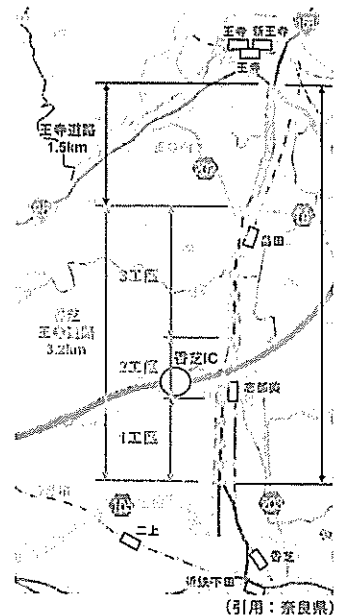 王寺 新王寺
王寺
王寺道路
1.5km
畠田
3工区
香芝
王寺道路
3.2km
香芝IC
2工区
志都美
1工区
二上
香芝
近鉄下田
(引用：奈良県)